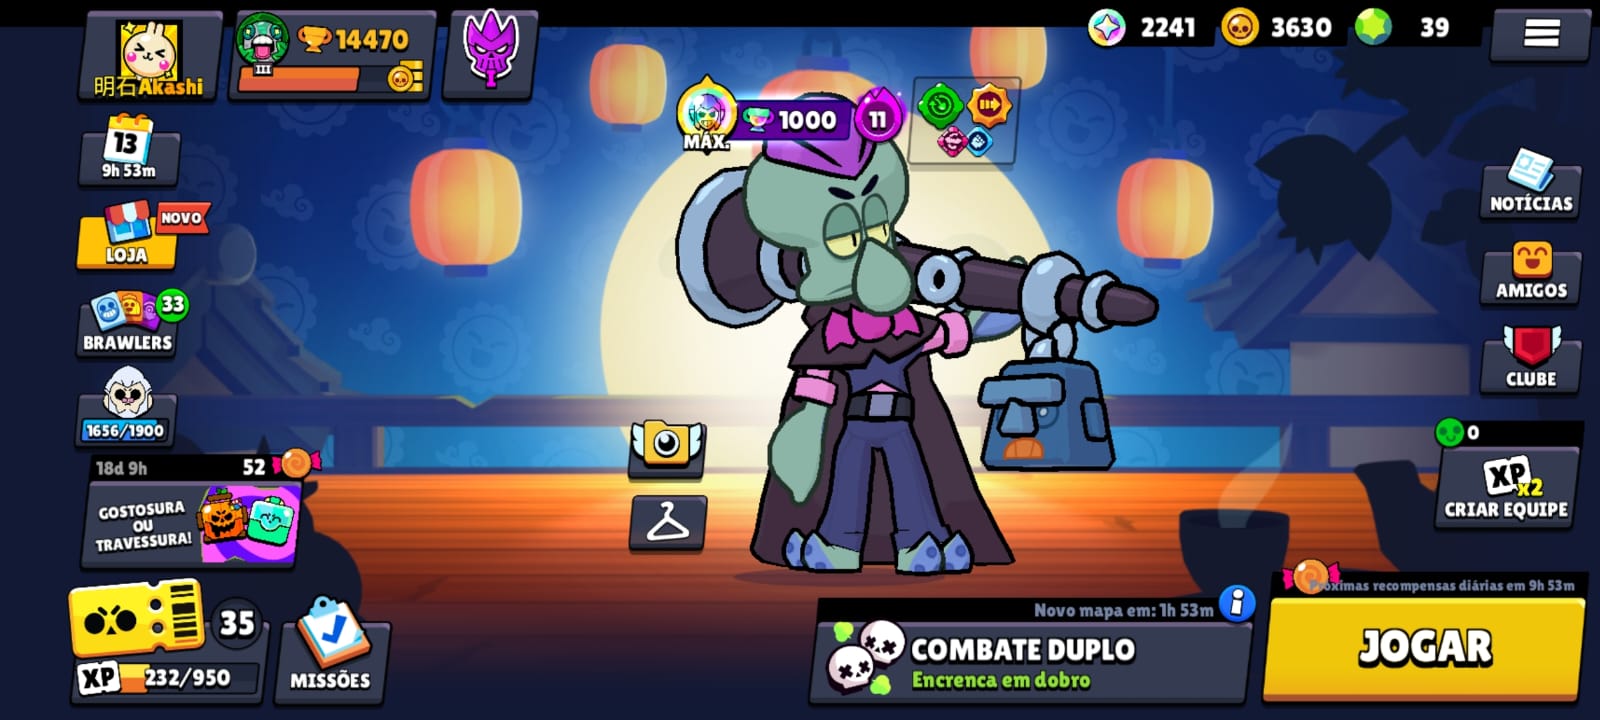 明石Akashi
III
14470
2241
3630
39
MÁX.
1000
11
13
9h 53m
NOVO
LOJA
33
BRAWLERS
1656/1900
18d 9h
52
GOSTOSURA
OU
TRAVESSURA!
35
XP
232/950
MISSÕES
NOTÍCIAS
AMIGOS
CLUBE
0
XP x2
CRIAR EQUIPE
Novo mapa em: 1h 53m
i
COMBATE DUPLO
Encrenca em dobro
Próximas recompensas diárias em 9h 53m
JOGAR